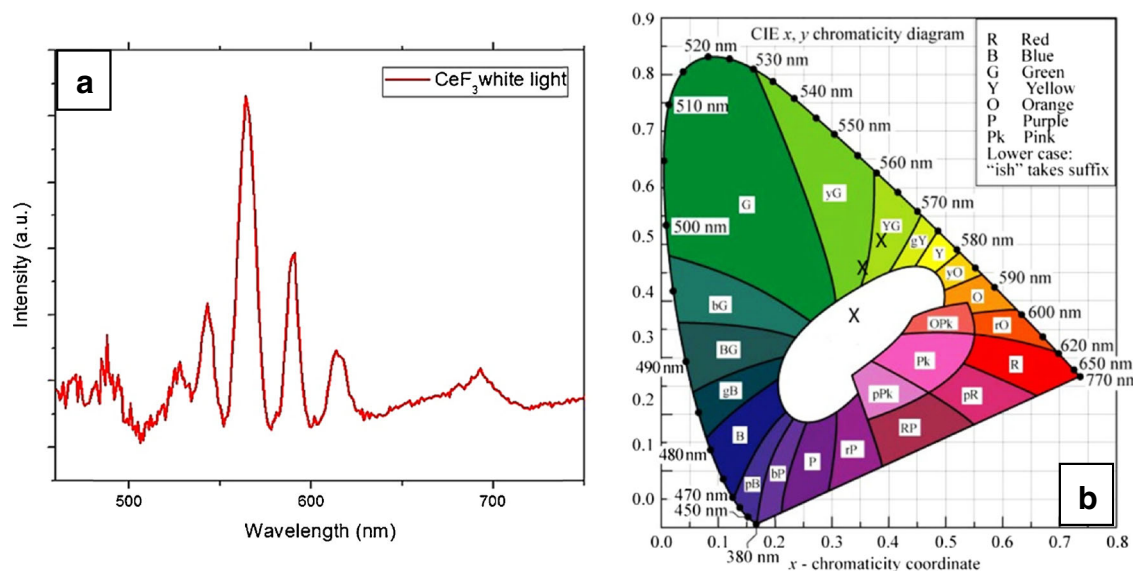 a
CeF₃white light
Intensity (a.u.)
500
600
700
Wavelength (nm)
b
CIE x, y chromaticity diagram
R Red
B Blue
G Green
Y Yellow
O Orange
P Purple
Pk Pink
Lower case:
“ish” takes suffix
0.9
0.8
0.7
0.6
0.5
0.4
0.3
0.2
0.1
0.0
0.0
0.1
0.2
0.3
0.4
0.5
0.6
0.7
0.8
x - chromaticity coordinate
520 nm
530 nm
540 nm
550 nm
560 nm
570 nm
580 nm
590 nm
600 nm
620 nm
650 nm
770 nm
510 nm
500 nm
490 nm
480 nm
470 nm
450 nm
380 nm
G
yG
YG
gY
Y
yO
O
rO
R
OPk
Pk
pPk
pR
RP
rP
P
bP
pB
B
gB
BG
bG
X
X
X